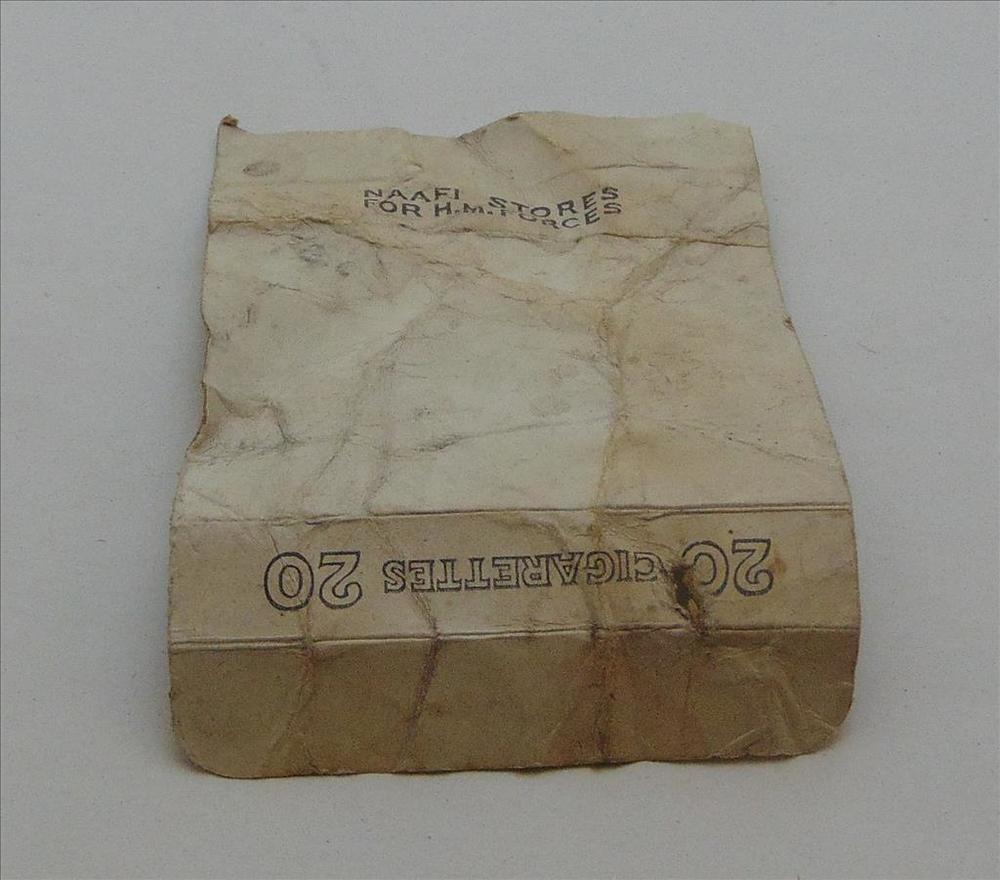 NAAFI STORES
FOR H.M. FORCES
20 CIGARETTES 20